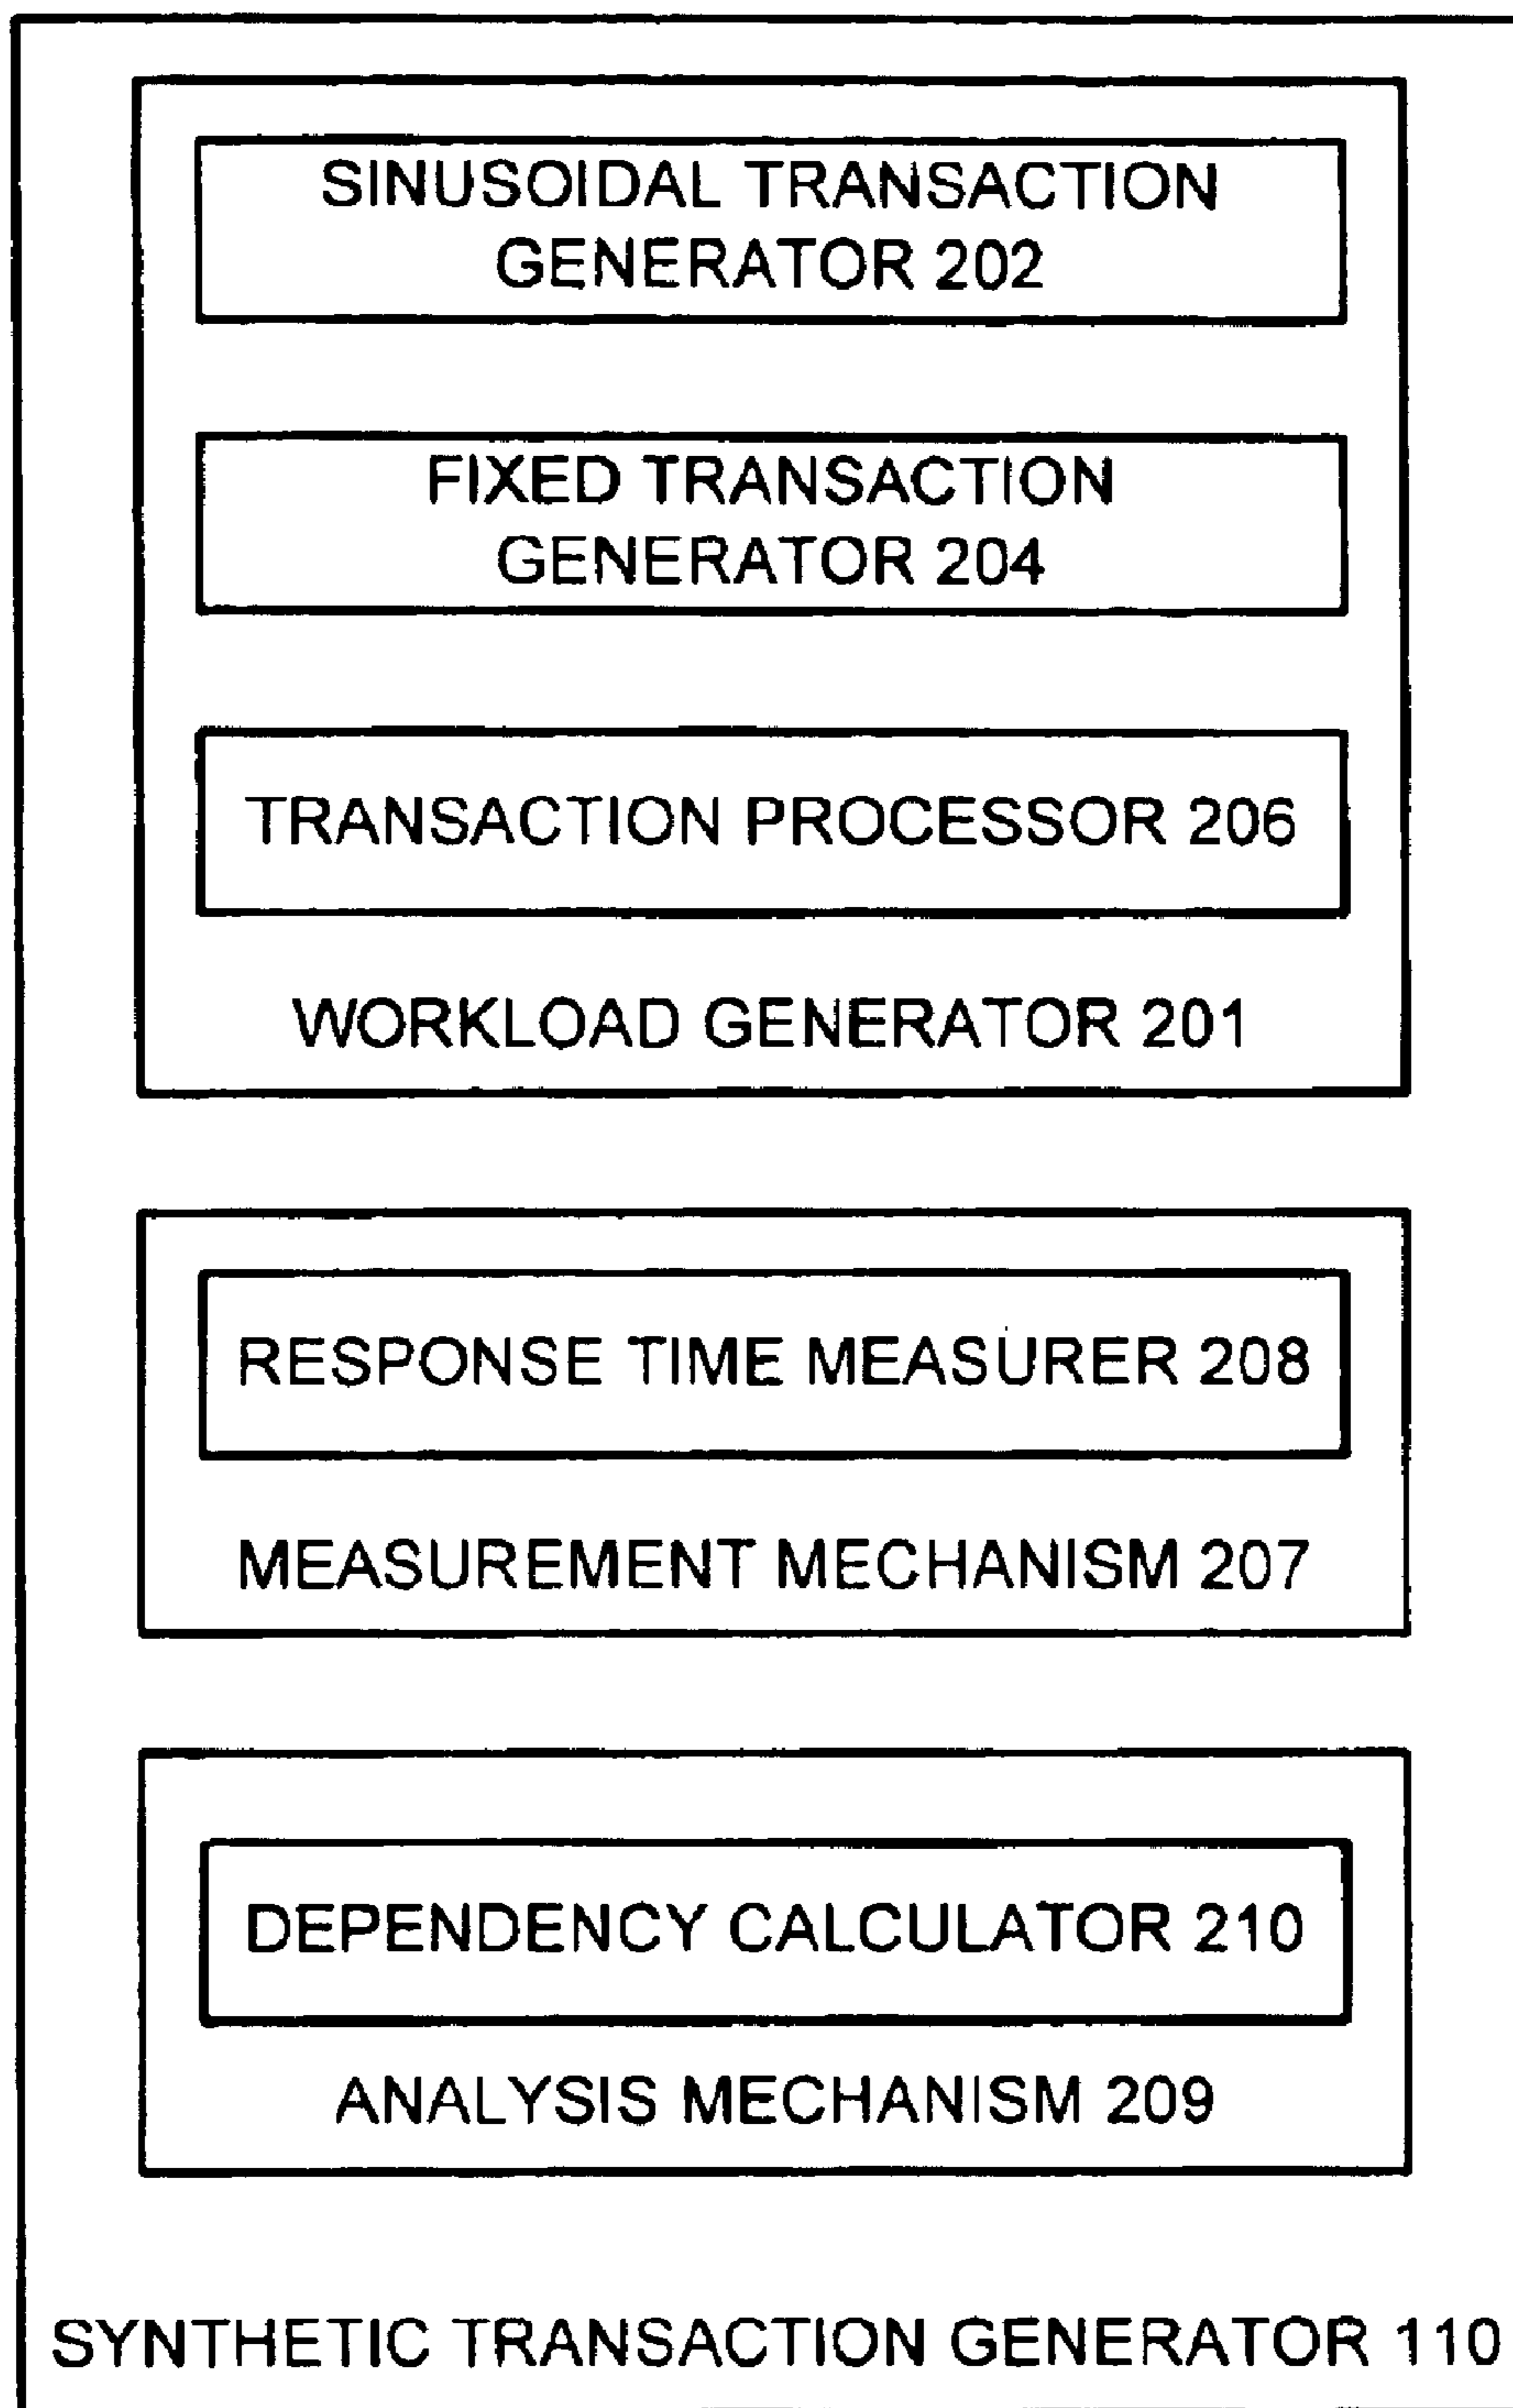 SINUSOIDAL TRANSACTION
GENERATOR 202
FIXED TRANSACTION
GENERATOR 204
TRANSACTION PROCESSOR 206
WORKLOAD GENERATOR 201
RESPONSE TIME MEASURER 208
MEASUREMENT MECHANISM 207
DEPENDENCY CALCULATOR 210
ANALYSIS MECHANISM 209
SYNTHETIC TRANSACTION GENERATOR 110